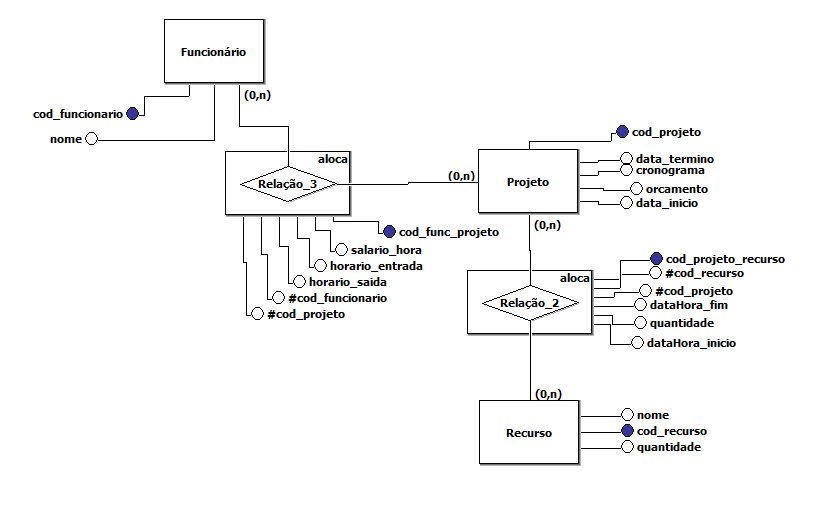 Funcionário
(0,n)
cod_funcionario
nome
aloca
Relação_3
(0,n)
Projeto
cod_projeto
data_termino
cronograma
orcamento
data_inicio
(0,n)
cod_func_projeto
salario_hora
horario_entrada
horario_saida
#cod_funcionario
#cod_projeto
aloca
Relação_2
cod_projeto_recurso
#cod_recurso
#cod_projeto
dataHora_fim
quantidade
dataHora_inicio
(0,n)
Recurso
nome
cod_recurso
quantidade